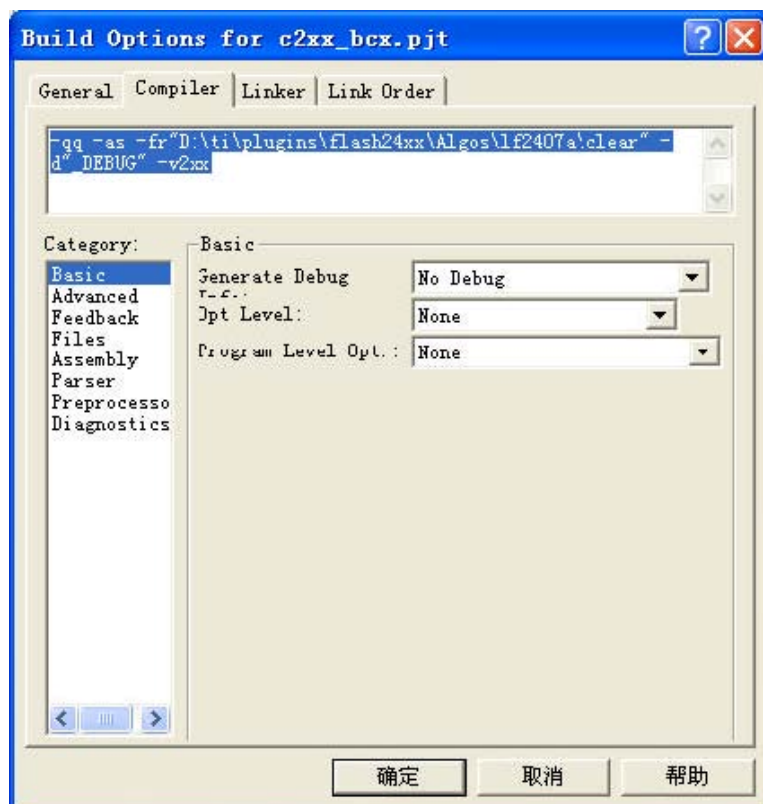 Build Options for c2xx_bcx.pjt
General Compiler Linker Link Order
-qq -as -fr"D:\ti\plugins\flash24xx\Algos\lf2407a\clear" -
d"_DEBUG" -v2xx
Category:
Basic
Advanced
Feedback
Files
Assembly
Parser
Preprocesso
Diagnostics
Basic
Generate Debug
No Debug
Opt Level:
None
Program Level Opt.:
None
确定 取消 帮助